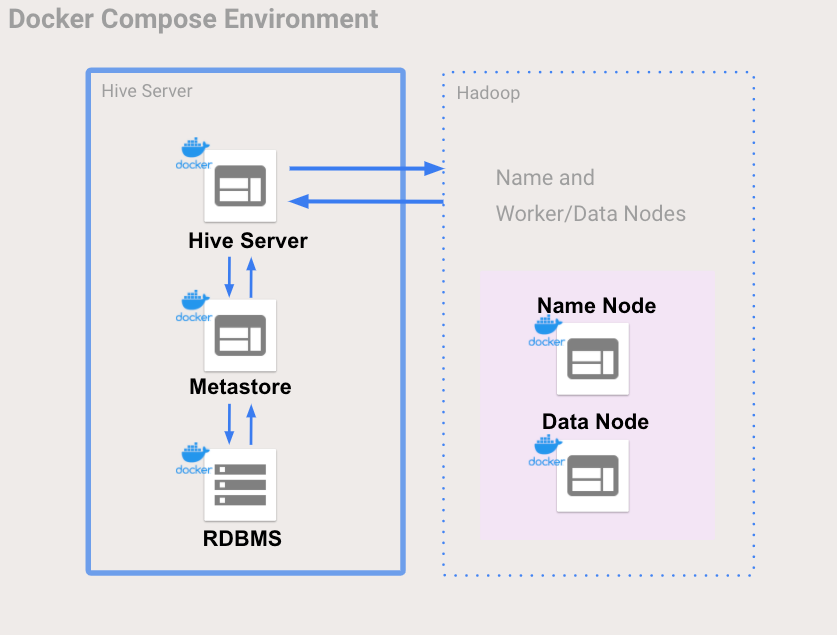 Docker Compose Environment
Hive Server
docker
Hive Server
docker
Metastore
docker
RDBMS
Hadoop
Name and
Worker/Data Nodes
Name Node
docker
Data Node
docker